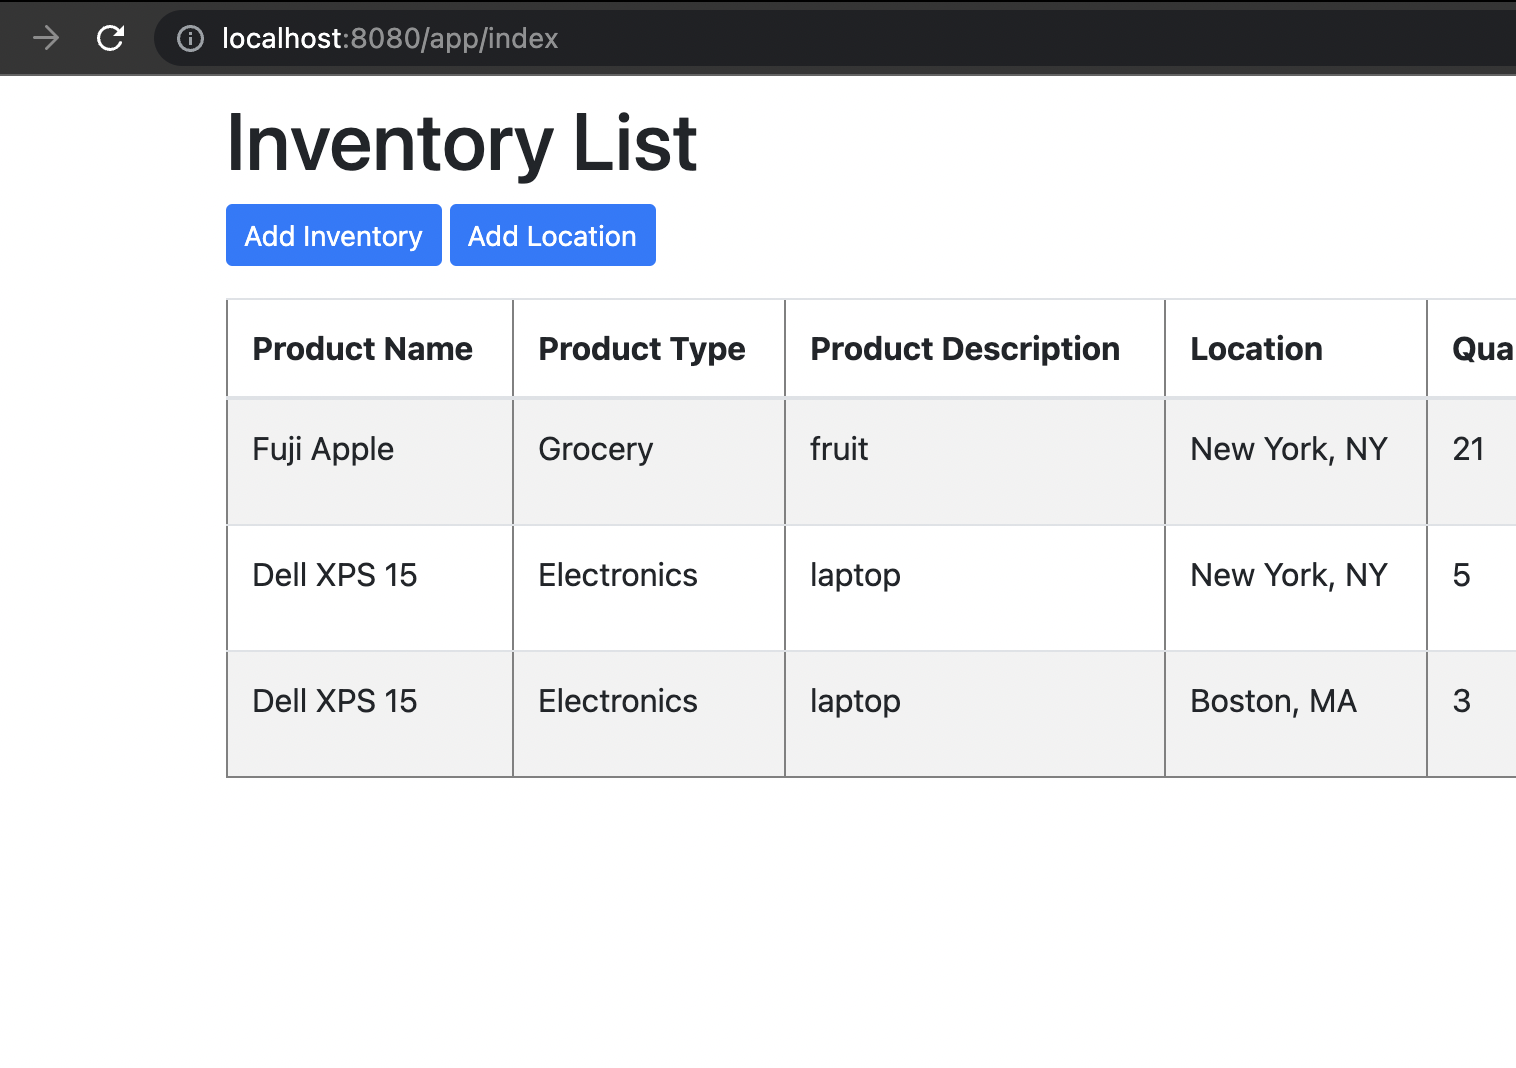 localhost:8080/app/index
Inventory List
Add Inventory Add Location
Product Name Product Type Product Description Location Qua
Fuji Apple Grocery fruit New York, NY 21
Dell XPS 15 Electronics laptop New York, NY 5
Dell XPS 15 Electronics laptop Boston, MA 3